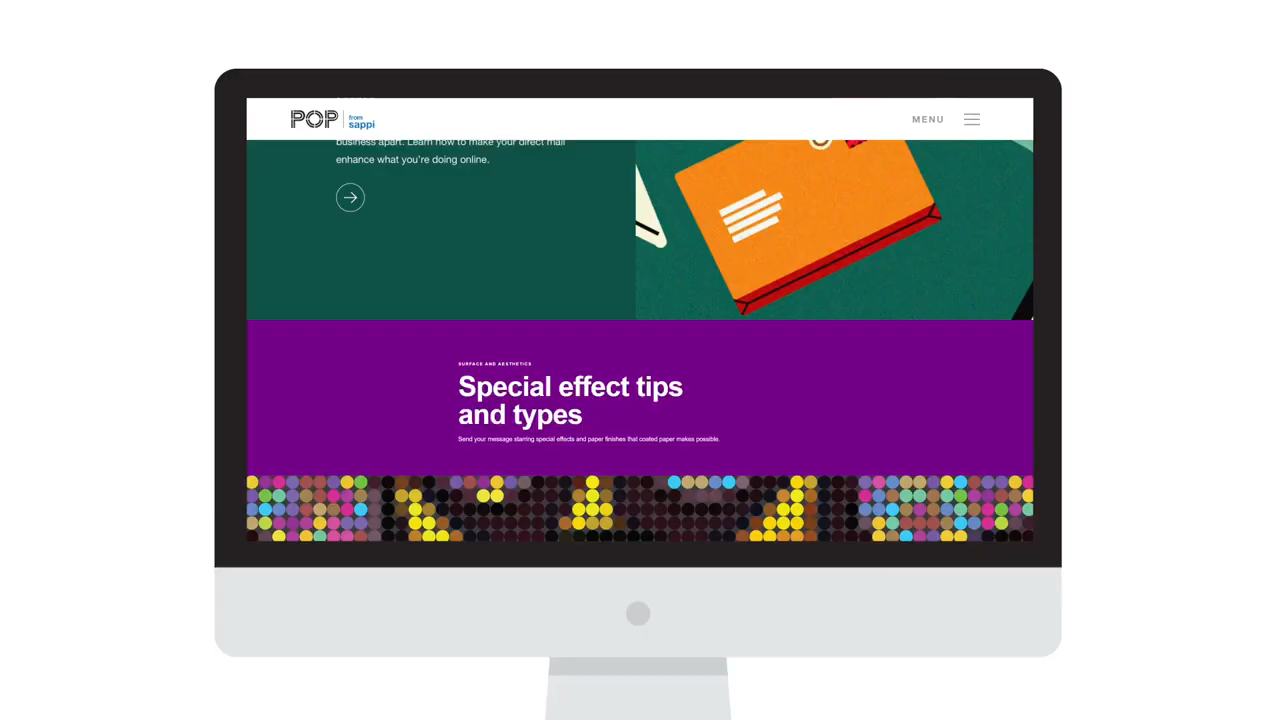 POP
from
sappi
MENU
business apart. Learn how to make your direct mail
enhance what you're doing online.
SURFACE AND AESTHETICS
Special effect tips
and types
Send your message starring special effects and paper finishes that coated paper makes possible.